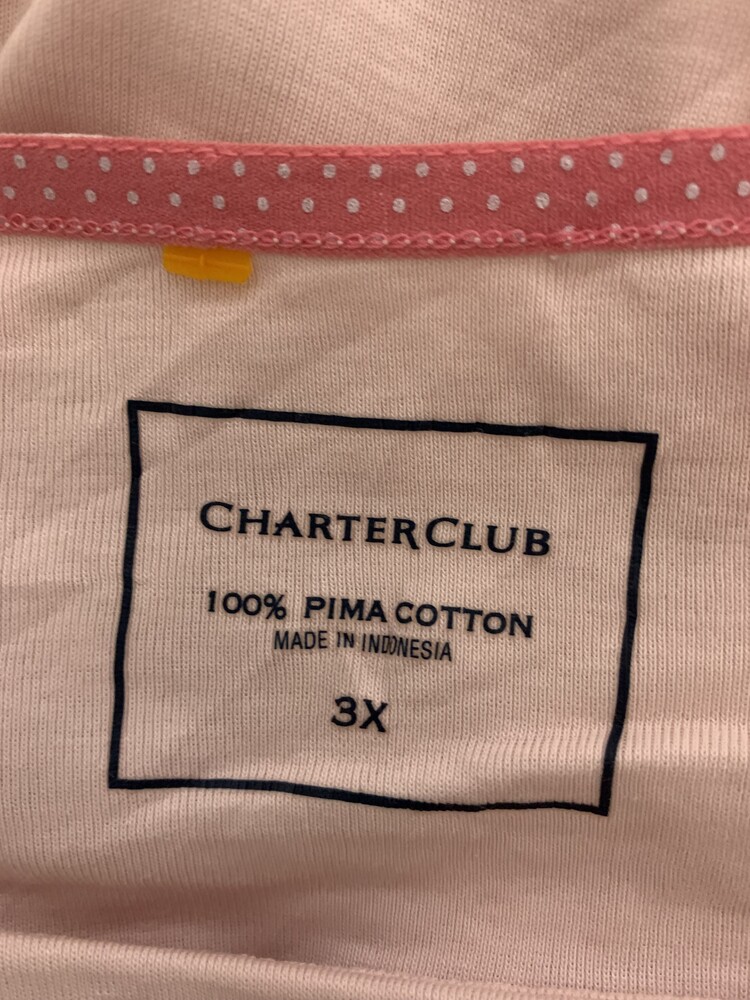 CHARTERCLUB
100% PIMA COTTON
MADE IN INDONESIA
3X